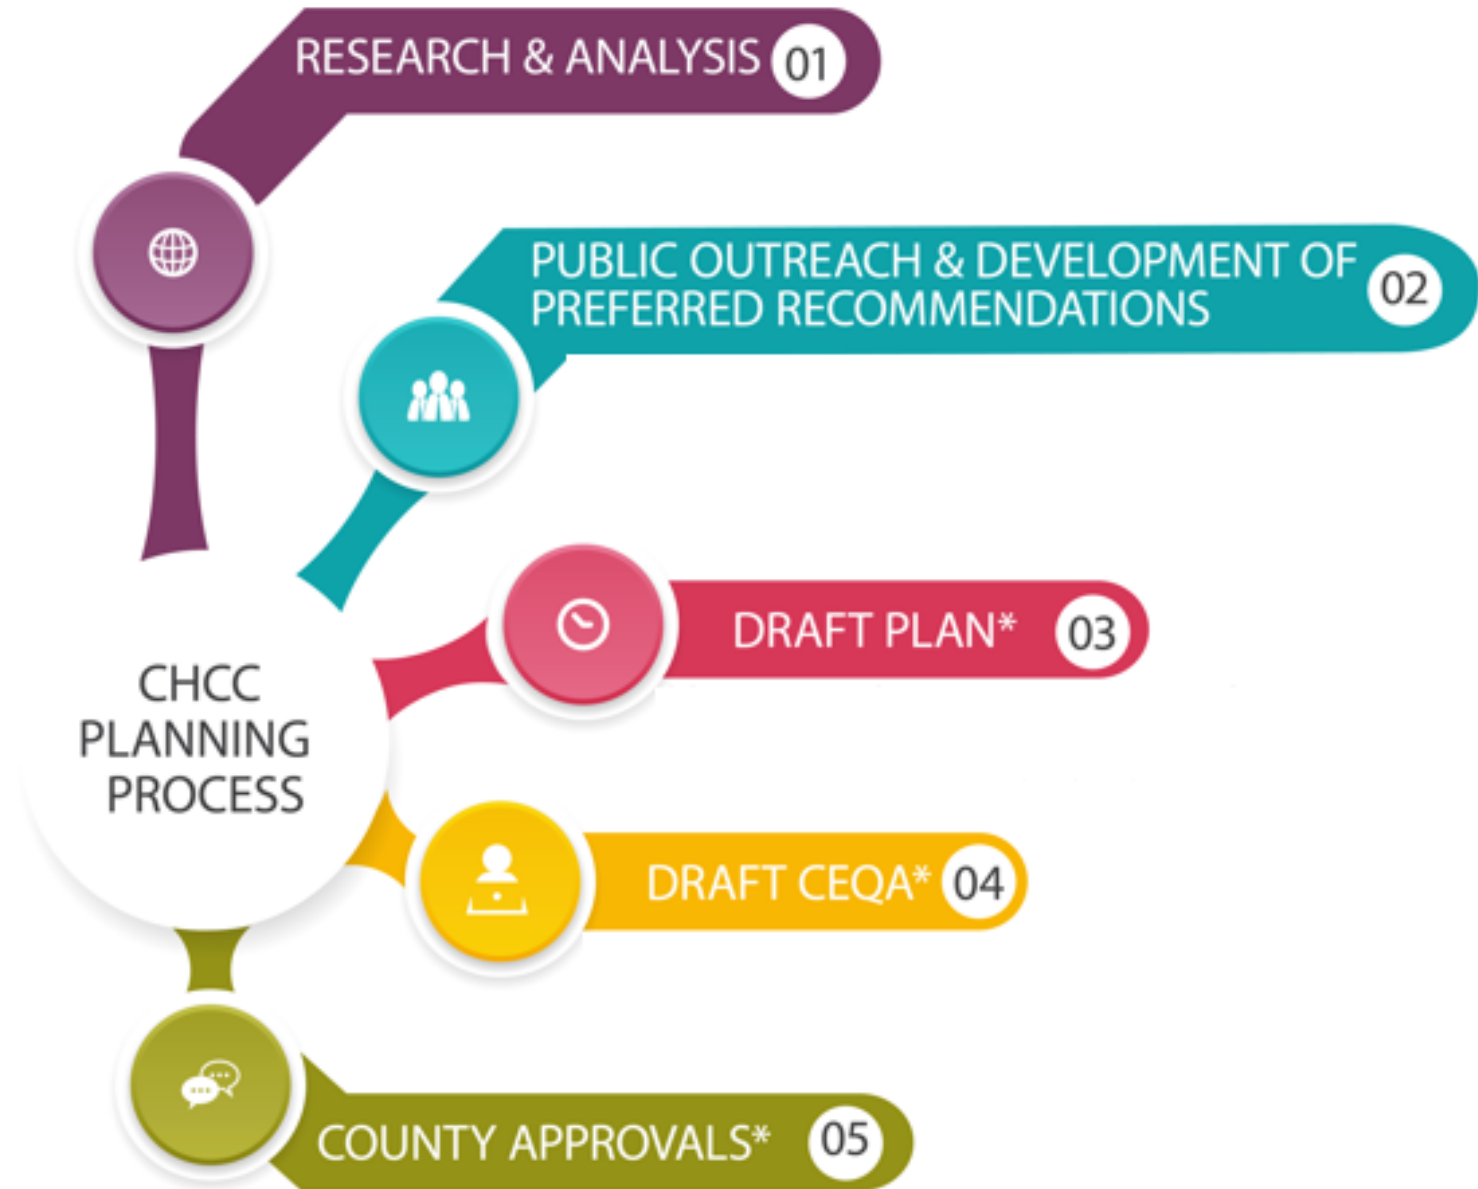 RESEARCH & ANALYSIS 01
PUBLIC OUTREACH & DEVELOPMENT OF
PREFERRED RECOMMENDATIONS 02
DRAFT PLAN* 03
CHCC
PLANNING
PROCESS
DRAFT CEQA* 04
COUNTY APPROVALS* 05